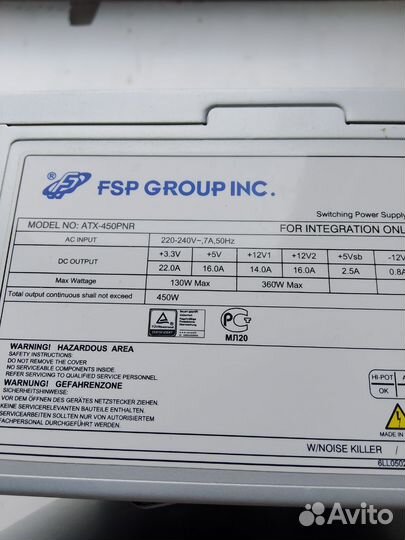 FSP GROUP INC.
Switching Power Supply
MODEL NO: ATX-450PNR
FOR INTEGRATION ONL
AC INPUT 220-240V~,7A,50Hz
DC OUTPUT +3.3V +5V +12V1 +12V2 +5Vsb -12V
22.0A 16.0A 14.0A 16.0A 2.5A 0.8A
Max Wattage 130W Max 360W Max
Total output continuous shall not exceed 450W
МЛ20
WARNING! HAZARDOUS AREA
SAFETY INSTRUCTIONS:
DO NOT REMOVE THE COVER
NO SERVICEABLE COMPONENTS INSIDE
REFER SERVICING TO QUALIFIED SERVICE PERSONNEL
WARNUNG! GEFAHRENZONE
SICHERHEITSHINWEISE:
VOR DEM ÖFFNEN DES GERÄTES NETZSTECKER ZIEHEN
KEINE SERVICERELEVANTEN BAUTEILE ENTHALTEN
SERVICEARBEITEN SOLLTEN NUR VON AUTORISIERTEM
FACHPERSONAL DURCHGEFÜHRT WERDEN
HI-POT
OK
MADE IN
W/NOISE KILLER /
6LL0502
Avito